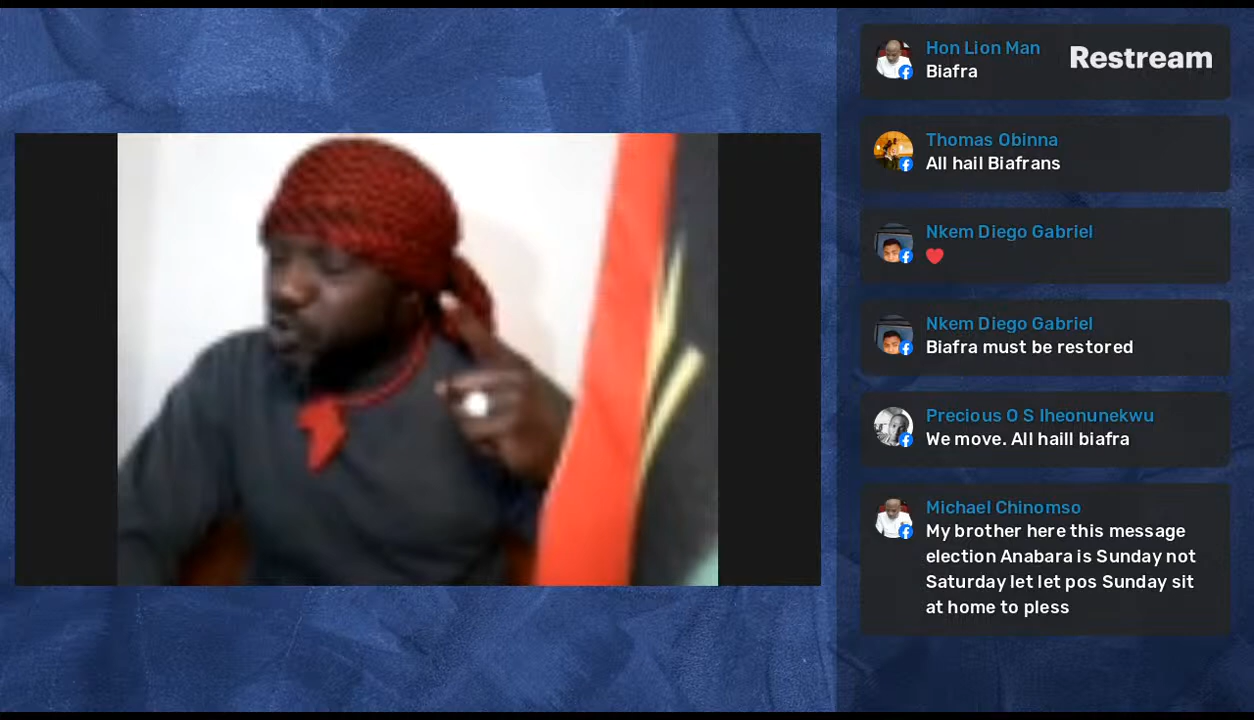 Hon Lion Man
Restream
Biafra
Thomas Obinna
All hail Biafrans
Nkem Diego Gabriel
❤️
Nkem Diego Gabriel
Biafra must be restored
Precious O S Iheonunekwu
We move. All haill biafra
Michael Chinomso
My brother here this message
election Anabara is Sunday not
Saturday let let pos Sunday sit
at home to pless